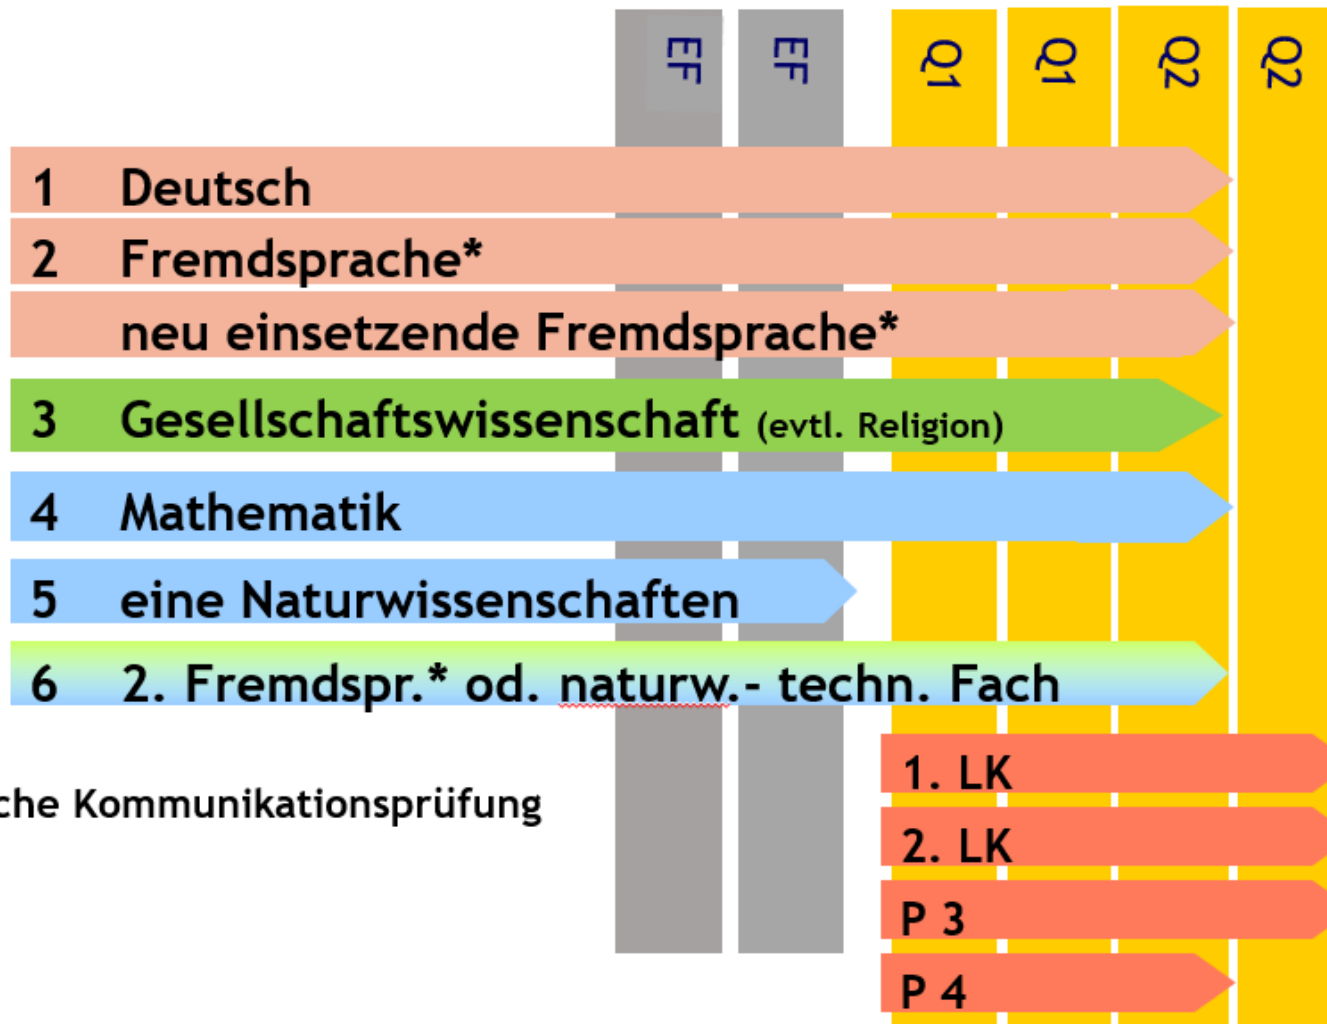 EF EF Q1 Q1 Q2 Q2
1 Deutsch
2 Fremdsprache*
neu einsetzende Fremdsprache*
3 Gesellschaftswissenschaft (evtl. Religion)
4 Mathematik
5 eine Naturwissenschaften
6 2. Fremdspr.* od. naturw.- techn. Fach
1. LK
che Kommunikationsprüfung
2. LK
P 3
P 4